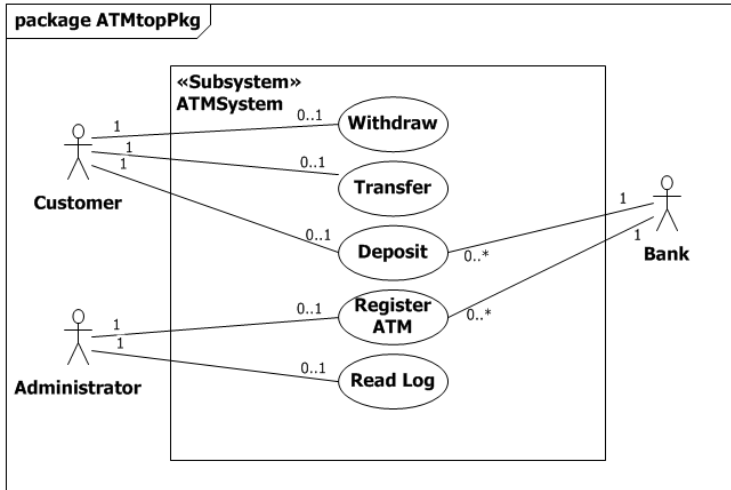 package ATMtopPkg
«Subsystem»
ATMSystem
1
0..1
Withdraw
1
0..1
Transfer
1
Customer
0..1
Deposit
0..*
1
1
Bank
1
0..1
Register
ATM
0..*
1
0..1
Read Log
Administrator